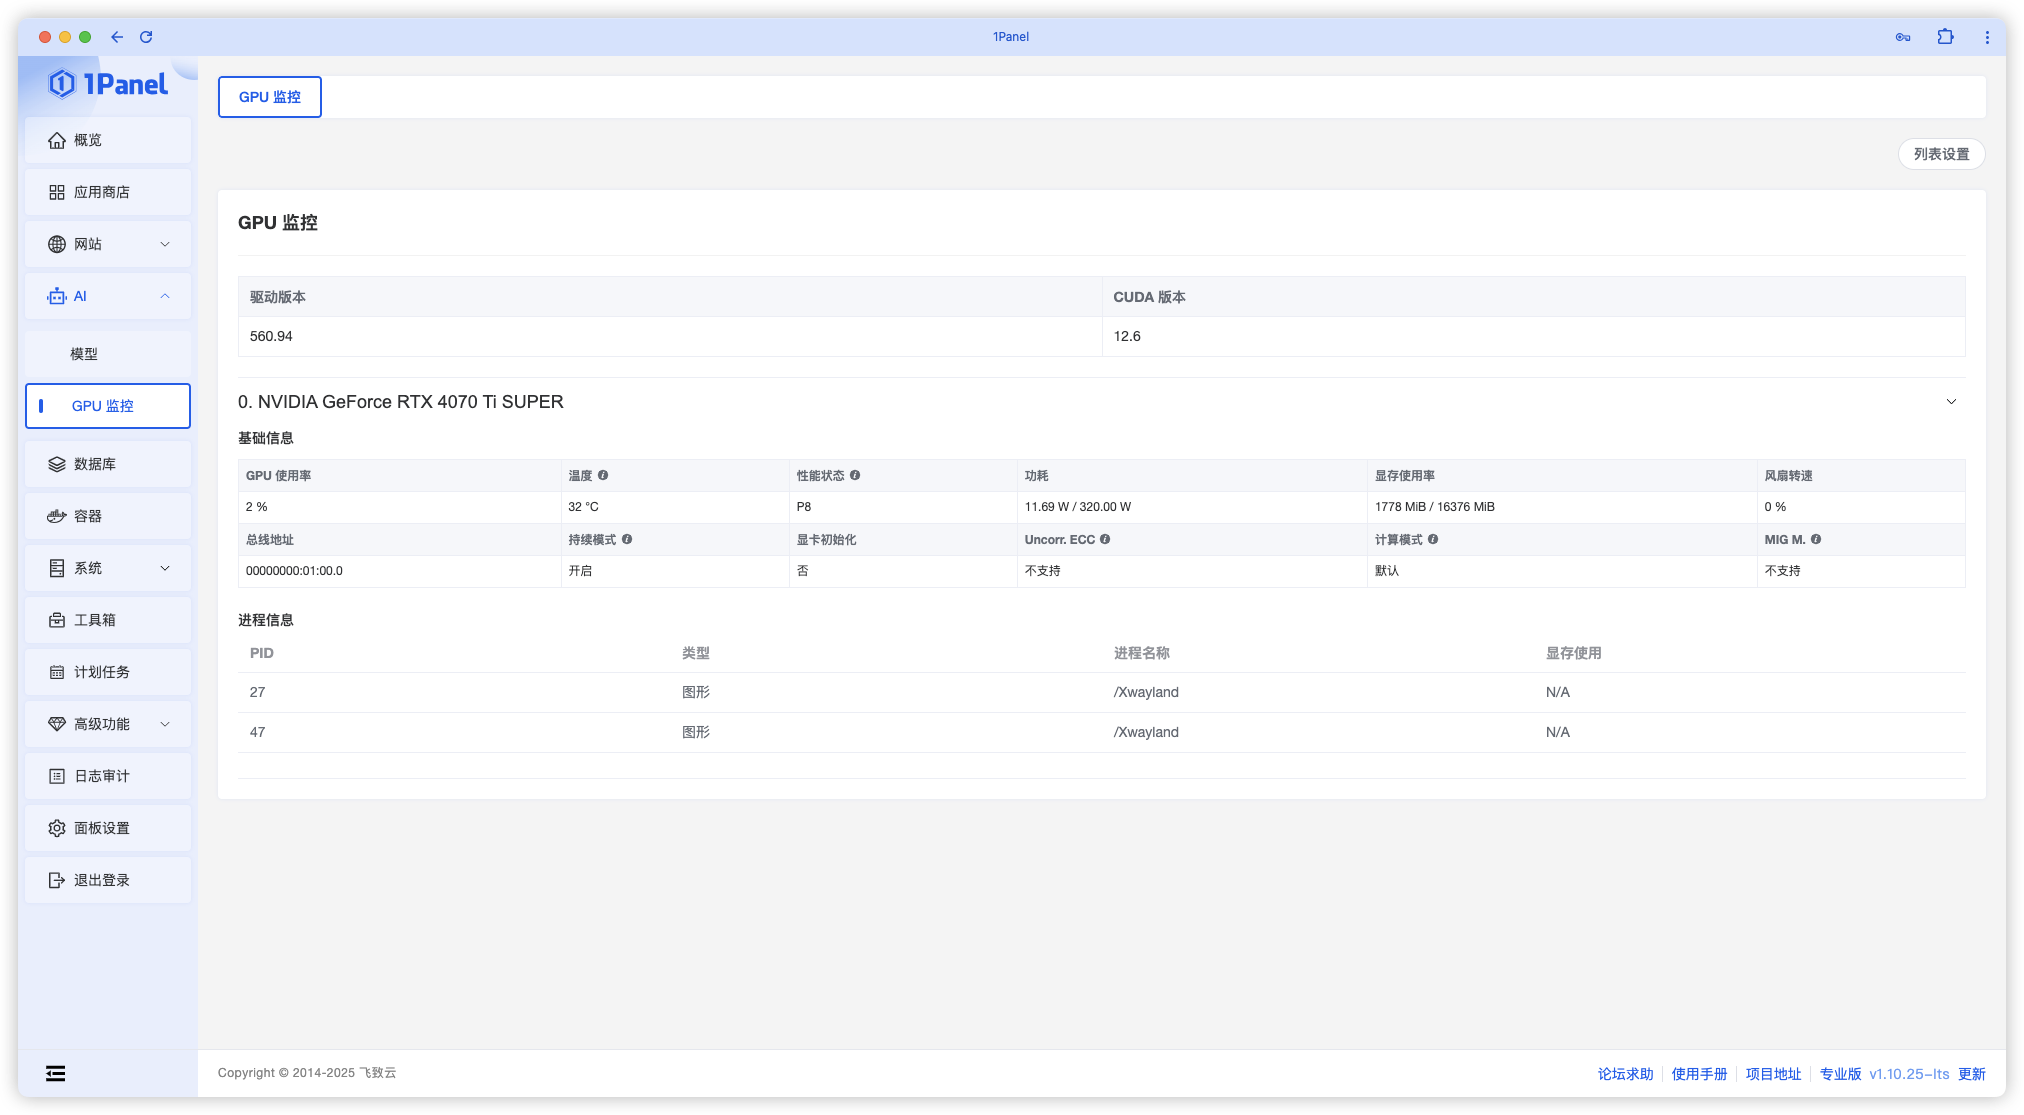 1Panel
1Panel
概览
应用商店
网站
AI
模型
GPU 监控
数据库
容器
系统
工具箱
计划任务
高级功能
日志审计
面板设置
退出登录
GPU 监控
列表设置
GPU 监控
驱动版本 CUDA 版本
560.94 12.6
0. NVIDIA GeForce RTX 4070 Ti SUPER
基础信息
GPU 使用率 温度 性能状态 功耗 显存使用率 风扇转速
2 % 32 °C P8 11.69 W / 320.00 W 1778 MiB / 16376 MiB 0 %
总线地址 持续模式 显卡初始化 Uncorr. ECC 计算模式 MIG M.
00000000:01:00.0 开启 否 不支持 默认 不支持
进程信息
PID 类型 进程名称 显存使用
27 图形 /Xwayland N/A
47 图形 /Xwayland N/A
Copyright © 2014-2025 飞致云
论坛求助 使用手册 项目地址 专业版 v1.10.25-lts 更新